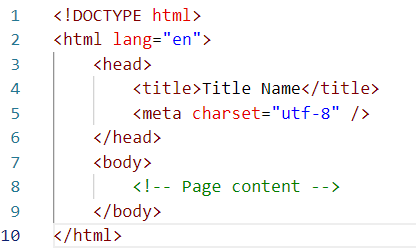 1 <!DOCTYPE html>
2 <html lang="en">
3     <head>
4         <title>Title Name</title>
5         <meta charset="utf-8" />
6     </head>
7     <body>
8         <!-- Page content -->
9     </body>
10 </html>